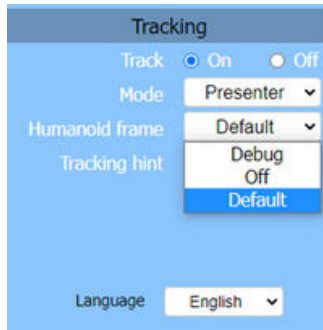 Tracking
Track On Off
Mode Presenter
Humanoid frame Default
Tracking hint Debug
Off
Default
Language English